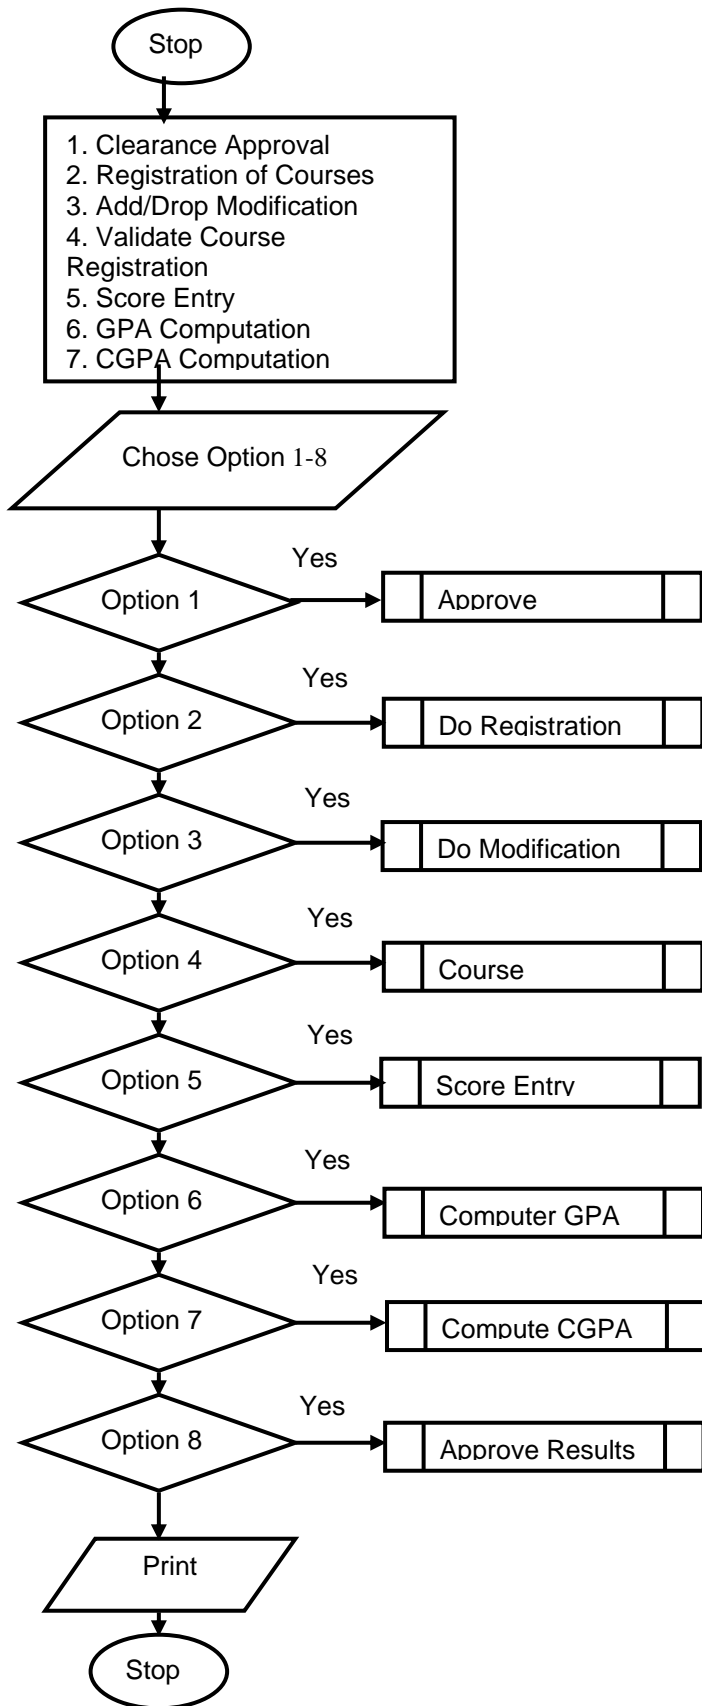 Stop
1. Clearance Approval
2. Registration of Courses
3. Add/Drop Modification
4. Validate Course
Registration
5. Score Entry
6. GPA Computation
7. CGPA Computation
Chose Option 1-8
Yes
Option 1
Approve
Yes
Option 2
Do Registration
Yes
Option 3
Do Modification
Yes
Option 4
Course
Yes
Option 5
Score Entry
Yes
Option 6
Computer GPA
Yes
Option 7
Compute CGPA
Yes
Option 8
Approve Results
Print
Stop